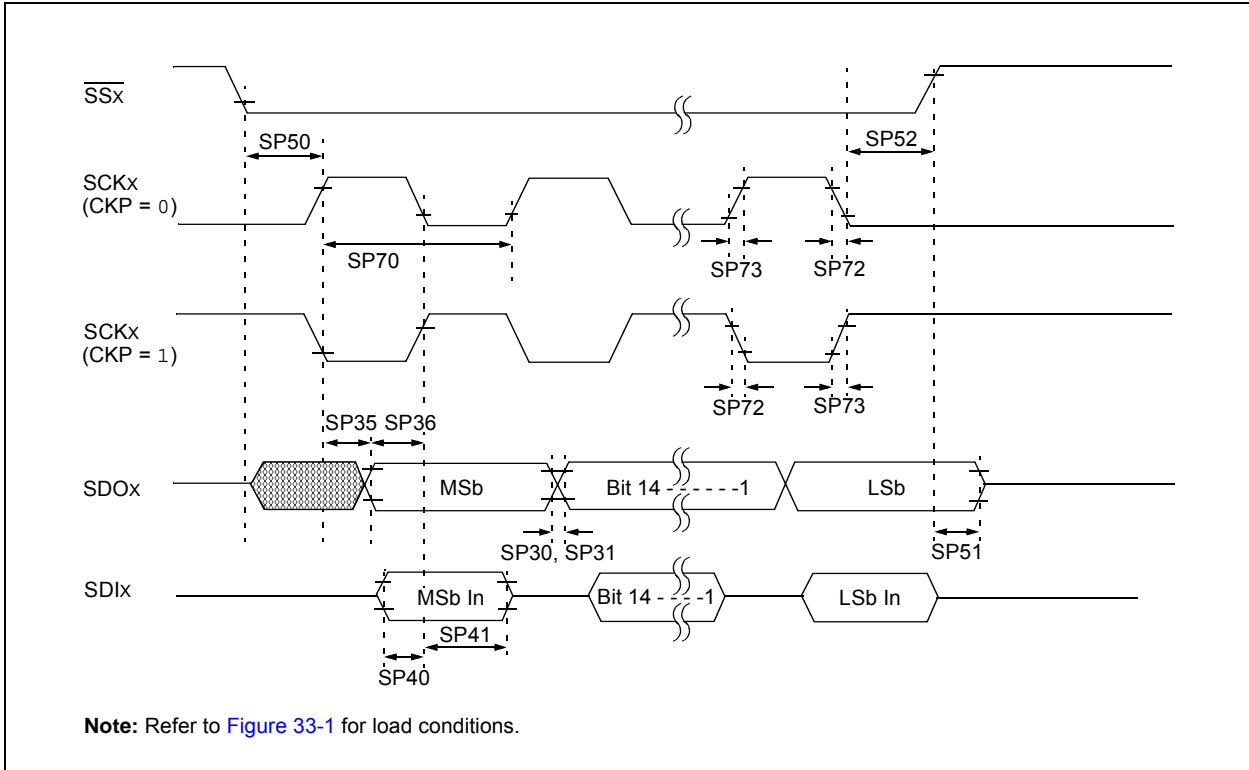 SSx
SP50
SP52
SCKx
(CKP = 0)
SP70
SP73
SP72
SCKx
(CKP = 1)
SP72
SP73
SP35
SP36
SDOx
MSb
Bit 14 - - - - - -1
LSb
SP30, SP31
SP51
SDIx
MSb In
Bit 14 - - - -1
LSb In
SP41
SP40
Note: Refer to Figure 33-1 for load conditions.